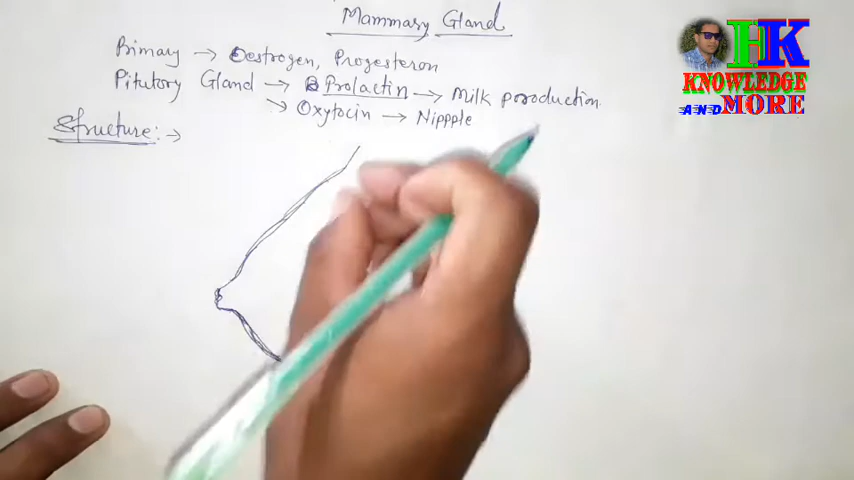 Mammary Gland
Primary → Oestrogen, Progesteron
Pitutory Gland → Prolactin → Milk production
→ Oxytocin → Nippple
Structure:→
HK
KNOWLEDGE
AND MORE